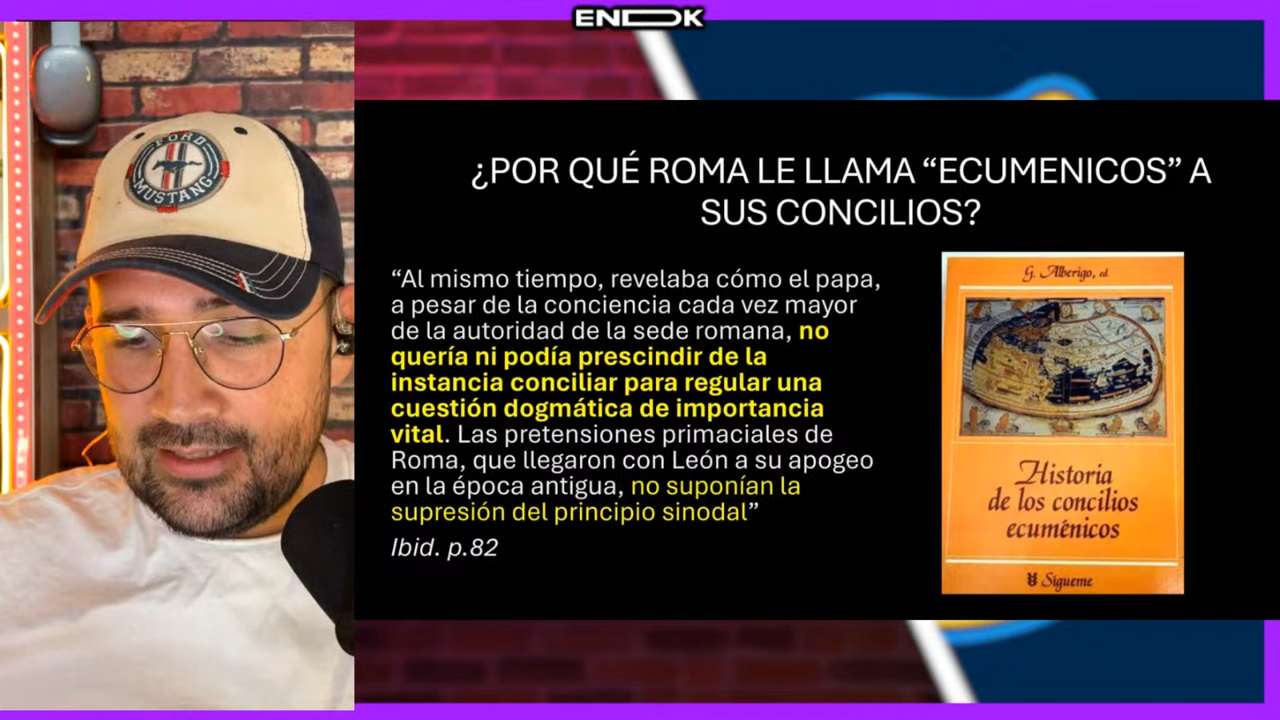 ENDK
FORD
MUSTANG
¿POR QUÉ ROMA LE LLAMA “ECUMENICOS” A
SUS CONCILIOS?
“Al mismo tiempo, revelaba cómo el papa,
a pesar de la conciencia cada vez mayor
de la autoridad de la sede romana, no
quería ni podía prescindir de la
instancia conciliar para regular una
cuestión dogmática de importancia
vital. Las pretensiones primaciales de
Roma, que llegaron con León a su apogeo
en la época antigua, no suponían la
supresión del principio sinodal”
Ibid. p.82
G. Alberigo, ed.
Historia
de los concilios
ecuménicos
Sígueme